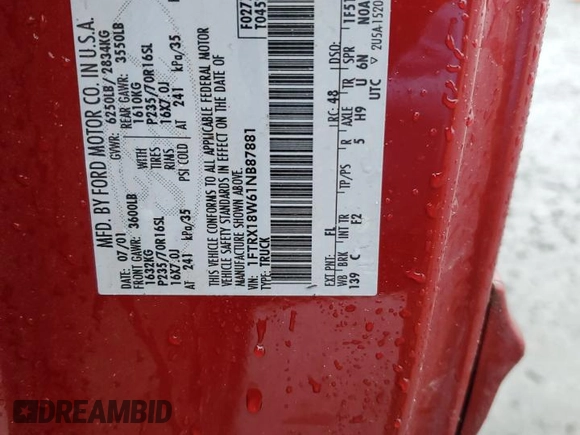 MFD. BY FORD MOTOR CO. IN U.S.A.
07/01 GVWR: 6250LB/ 2834KG
FRONT GAWR: 3600LB REAR GAWR: 3550LB
1632KG WITH 1610KG
P235/70R16SL TIRES P235/70R16SL
16X7.0J RIMS 16X7.0J
AT 241 kPa/35 PSI COLD AT 241 kPa/35
THIS VEHICLE CONFORMS TO ALL APPLICABLE FEDERAL MOTOR
VEHICLE SAFETY STANDARDS IN EFFECT ON THE DATE OF
MANUFACTURE SHOWN ABOVE.
VIN: 1FTRX18W61NB87881
TYPE: TRUCK
F027
T045
EXT PNT: FL RC: 48 DSO:
WB BRK INT TR TP/PS R AXLE TR SPR
139 C F2 5 H9 U 6N
UTC
DREAMBID